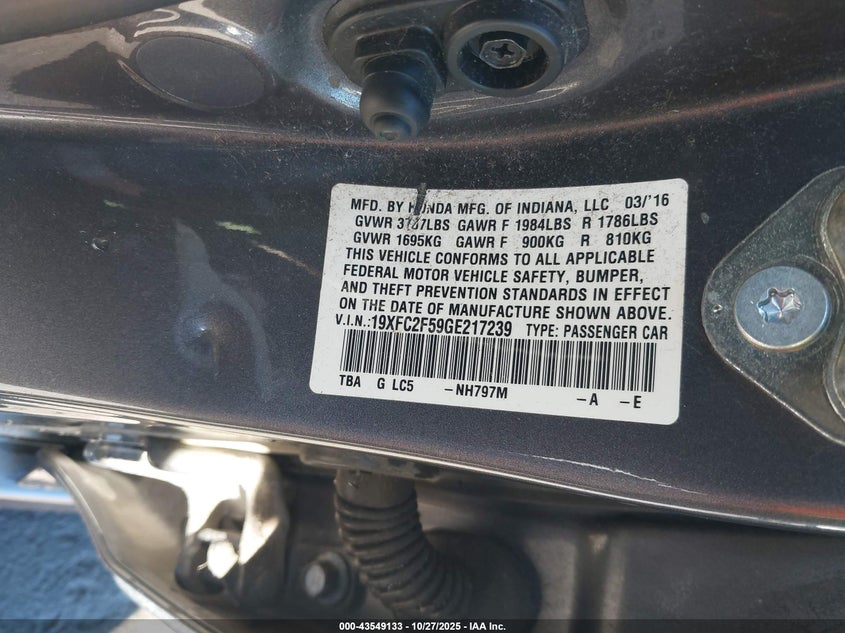 MFD. BY HONDA MFG. OF INDIANA, LLC 03/'16
GVWR 3737LBS GAWR F 1984LBS R 1786LBS
GVWR 1695KG GAWR F 900KG R 810KG
THIS VEHICLE CONFORMS TO ALL APPLICABLE
FEDERAL MOTOR VEHICLE SAFETY, BUMPER,
AND THEFT PREVENTION STANDARDS IN EFFECT
ON THE DATE OF MANUFACTURE SHOWN ABOVE.
V.I.N.:19XFC2F59GE217239 TYPE: PASSENGER CAR
TBA G LC5 –NH797M –A –E
000-43549133 - 10/27/2025 - IAA Inc.